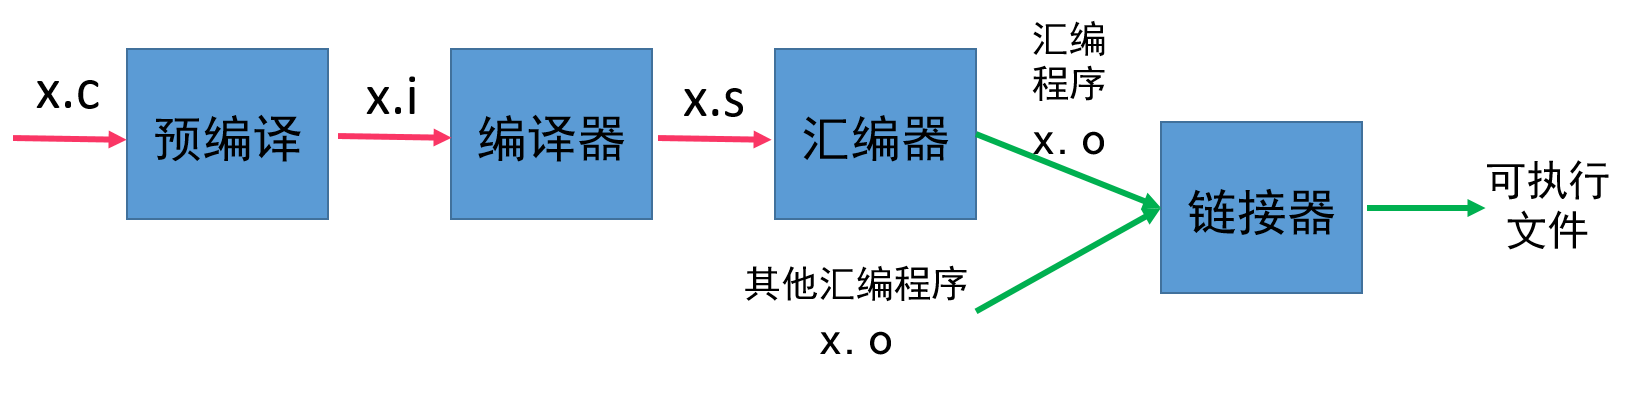 x.c
预编译
x.i
编译器
x.s
汇编器
汇编
程序
x. o
其他汇编程序
x. o
链接器
可执行
文件